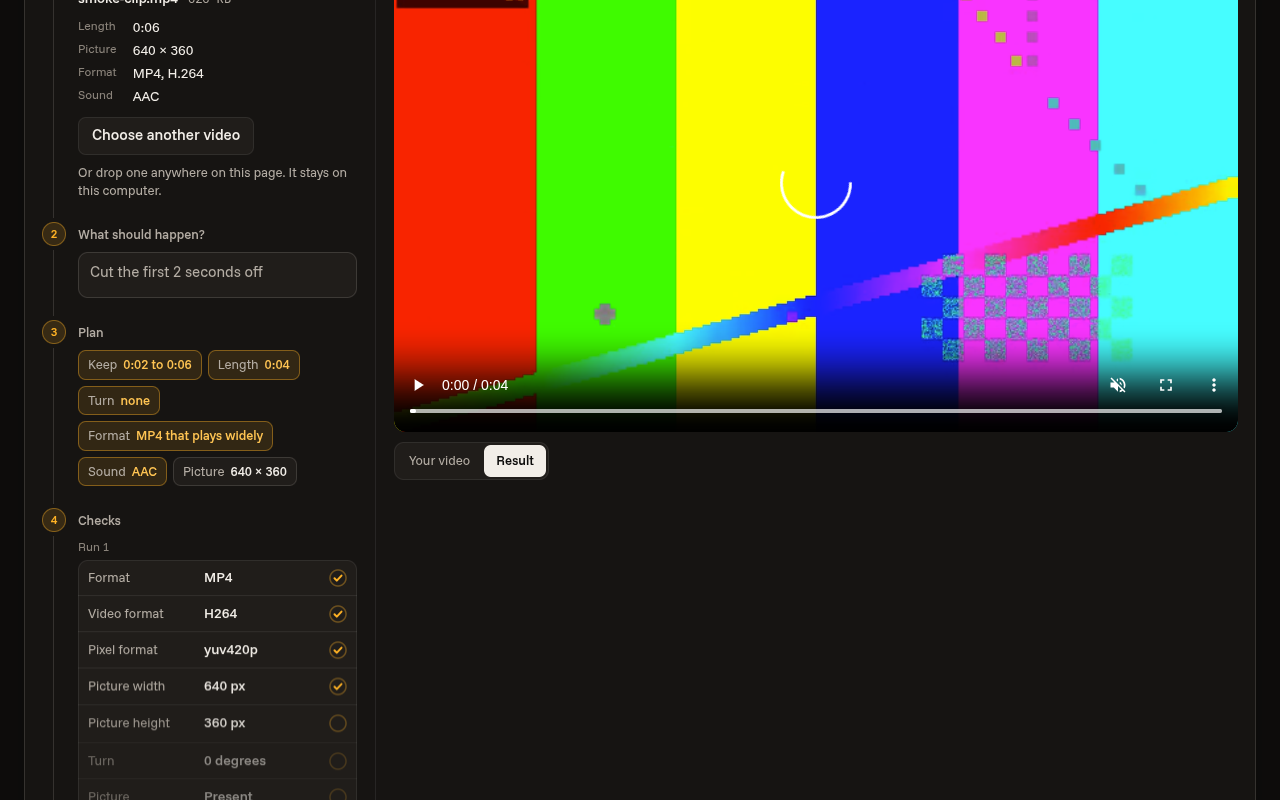 smoke-clip.mp4
Length 0:06
Picture 640 × 360
Format MP4, H.264
Sound AAC
Choose another video
Or drop one anywhere on this page. It stays on
this computer.
2 What should happen?
Cut the first 2 seconds off
3 Plan
Keep 0:02 to 0:06 Length 0:04
Turn none
Format MP4 that plays widely
Sound AAC Picture 640 × 360
4 Checks
Run 1
Format MP4
Video format H264
Pixel format yuv420p
Picture width 640 px
Picture height 360 px
Turn 0 degrees
Picture Present
0:00 / 0:04
Your video Result